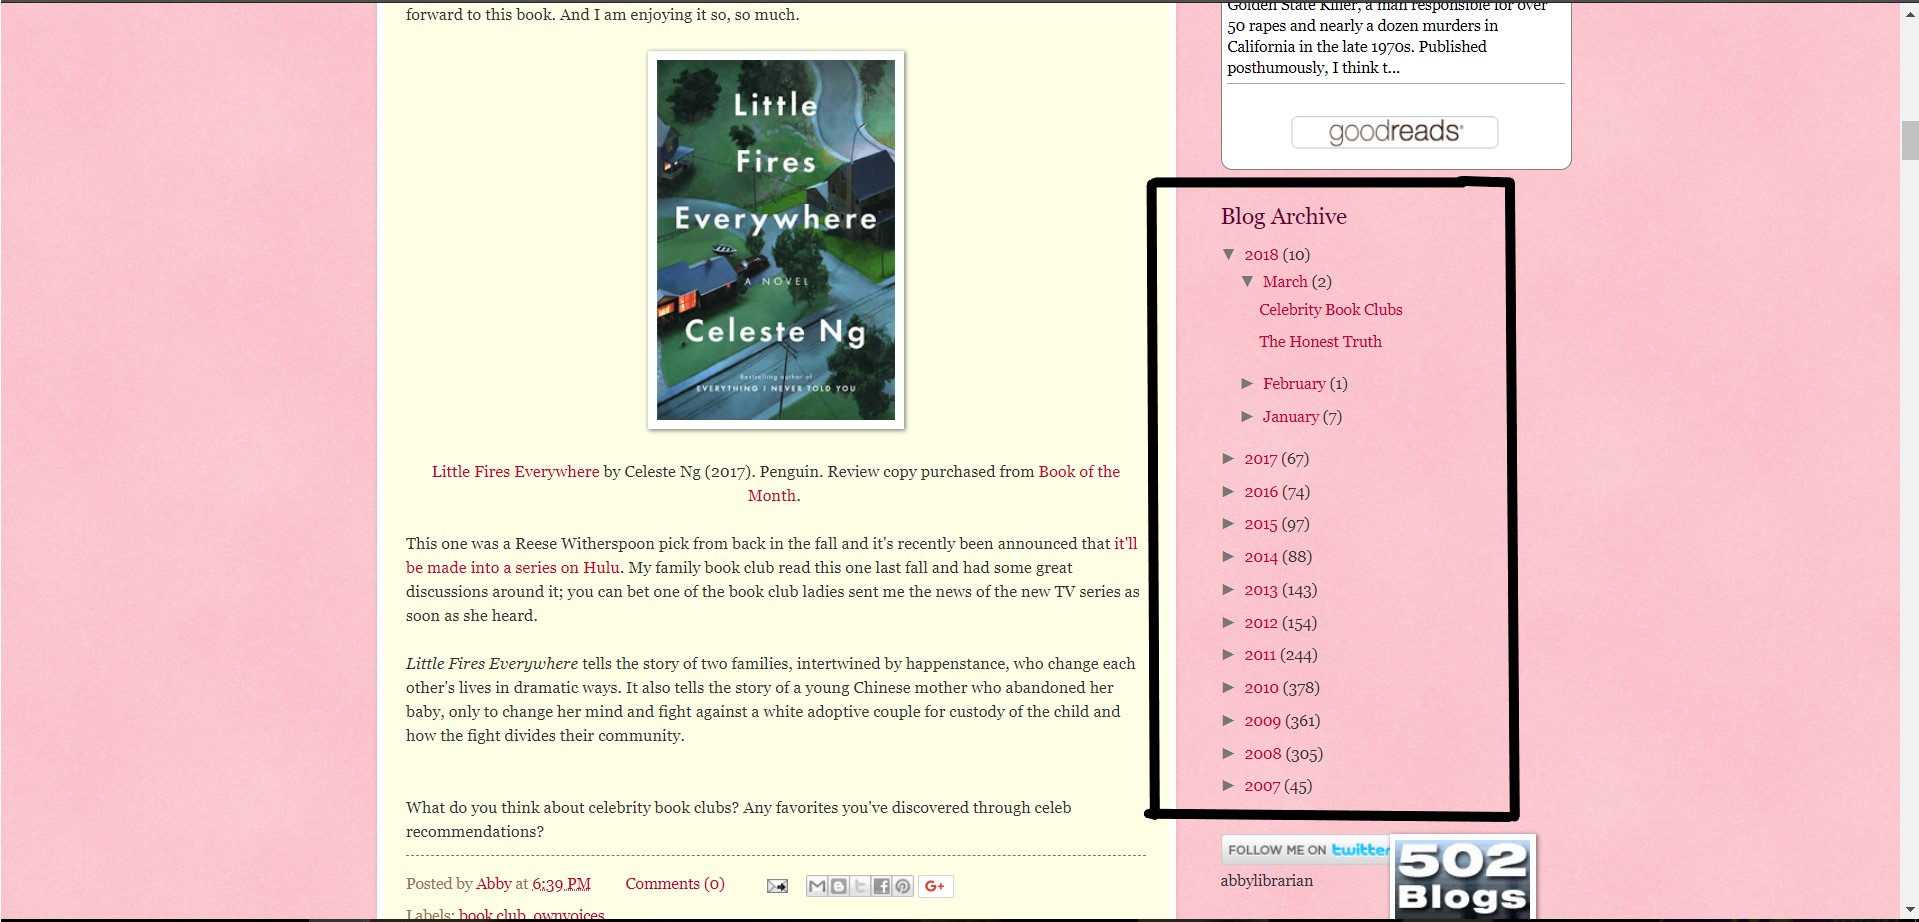 forward to this book. And I am enjoying it so, so much.
Little
Fires
Everywhere
A NOVEL
Celeste Ng
Bestselling author of
EVERYTHING I NEVER TOLD YOU
Little Fires Everywhere by Celeste Ng (2017). Penguin. Review copy purchased from Book of the
Month.
This one was a Reese Witherspoon pick from back in the fall and it's recently been announced that it'll
be made into a series on Hulu. My family book club read this one last fall and had some great
discussions around it; you can bet one of the book club ladies sent me the news of the new TV series as
soon as she heard.
Little Fires Everywhere tells the story of two families, intertwined by happenstance, who change each
other's lives in dramatic ways. It also tells the story of a young Chinese mother who abandoned her
baby, only to change her mind and fight against a white adoptive couple for custody of the child and
how the fight divides their community.
What do you think about celebrity book clubs? Any favorites you've discovered through celeb
recommendations?
Posted by Abby at 6:39 PM Comments (0)
G+
Labels: book club, ownvoices
Golden State Killer, a man responsible for over
50 rapes and nearly a dozen murders in
California in the late 1970s. Published
posthumously, I think t...
goodreads
Blog Archive
▼ 2018 (10)
▼ March (2)
Celebrity Book Clubs
The Honest Truth
► February (1)
► January (7)
► 2017 (67)
► 2016 (74)
► 2015 (97)
► 2014 (88)
► 2013 (143)
► 2012 (154)
► 2011 (244)
► 2010 (378)
► 2009 (361)
► 2008 (305)
► 2007 (45)
FOLLOW ME ON twitter
abbylibrarian
502
Blogs